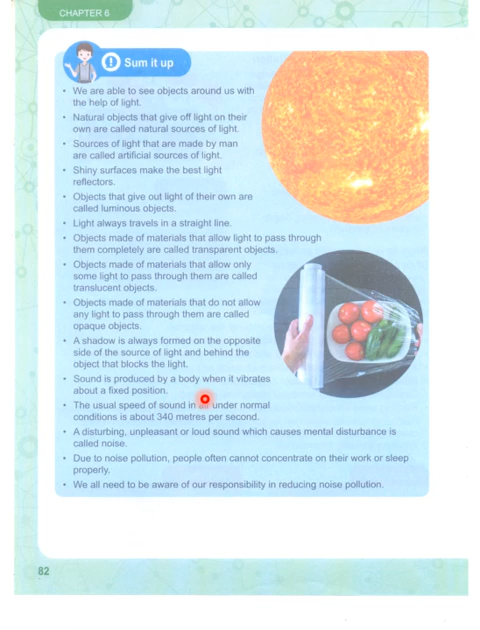 CHAPTER 6
Sum it up
• We are able to see objects around us with
the help of light.
• Natural objects that give off light on their
own are called natural sources of light.
• Sources of light that are made by man
are called artificial sources of light.
• Shiny surfaces make the best light
reflectors.
• Objects that give out light of their own are
called luminous objects.
• Light always travels in a straight line.
• Objects made of materials that allow light to pass through
them completely are called transparent objects.
• Objects made of materials that allow only
some light to pass through them are called
translucent objects.
• Objects made of materials that do not allow
any light to pass through them are called
opaque objects.
• A shadow is always formed on the opposite
side of the source of light and behind the
object that blocks the light.
• Sound is produced by a body when it vibrates
about a fixed position.
• The usual speed of sound in air under normal
conditions is about 340 metres per second.
• A disturbing, unpleasant or loud sound which causes mental disturbance is
called noise.
• Due to noise pollution, people often cannot concentrate on their work or sleep
properly.
• We all need to be aware of our responsibility in reducing noise pollution.
82